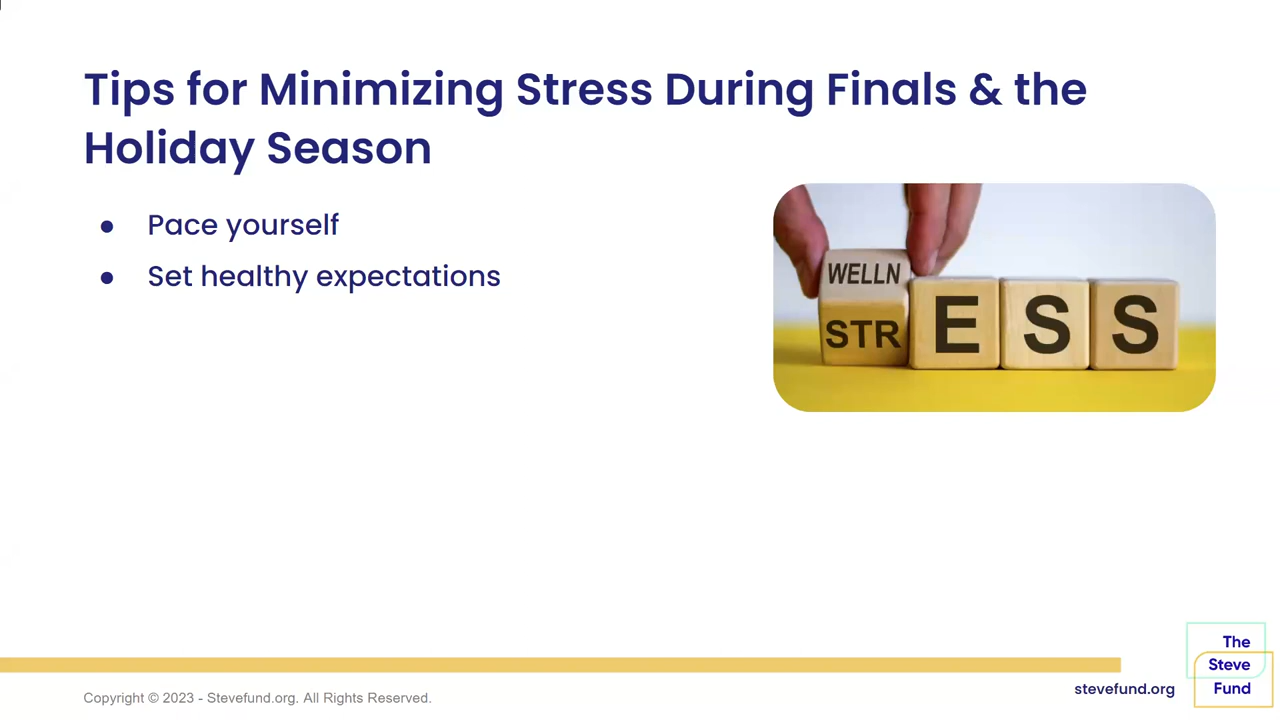 Tips for Minimizing Stress During Finals & the
Holiday Season
● Pace yourself
● Set healthy expectations
WELLN
STR E S S
Copyright © 2023 - Stevefund.org. All Rights Reserved.
stevefund.org
The
Steve
Fund